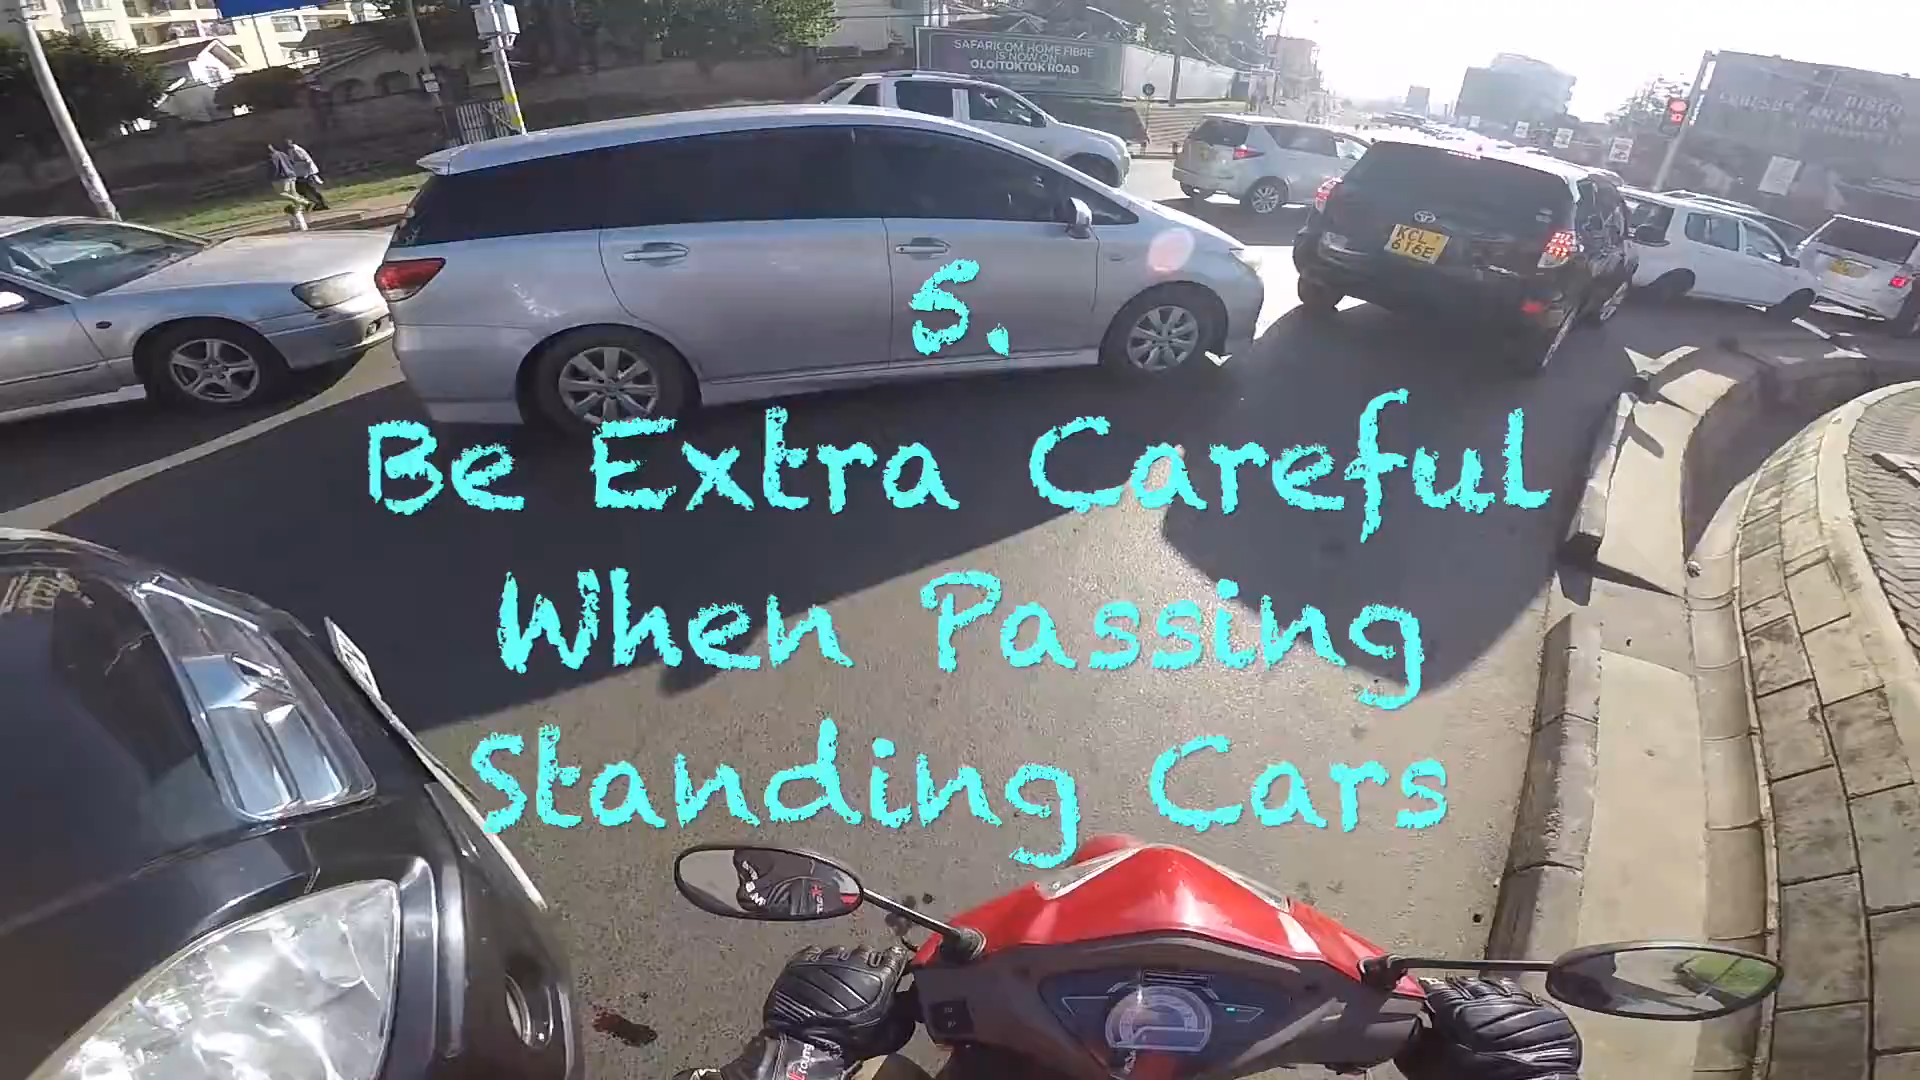 SAFARICOM HOME FIBRE
IS NOW ON
OLOITOKTOK ROAD
KCL
616E
5.
Be Extra Careful
When Passing
Standing Cars